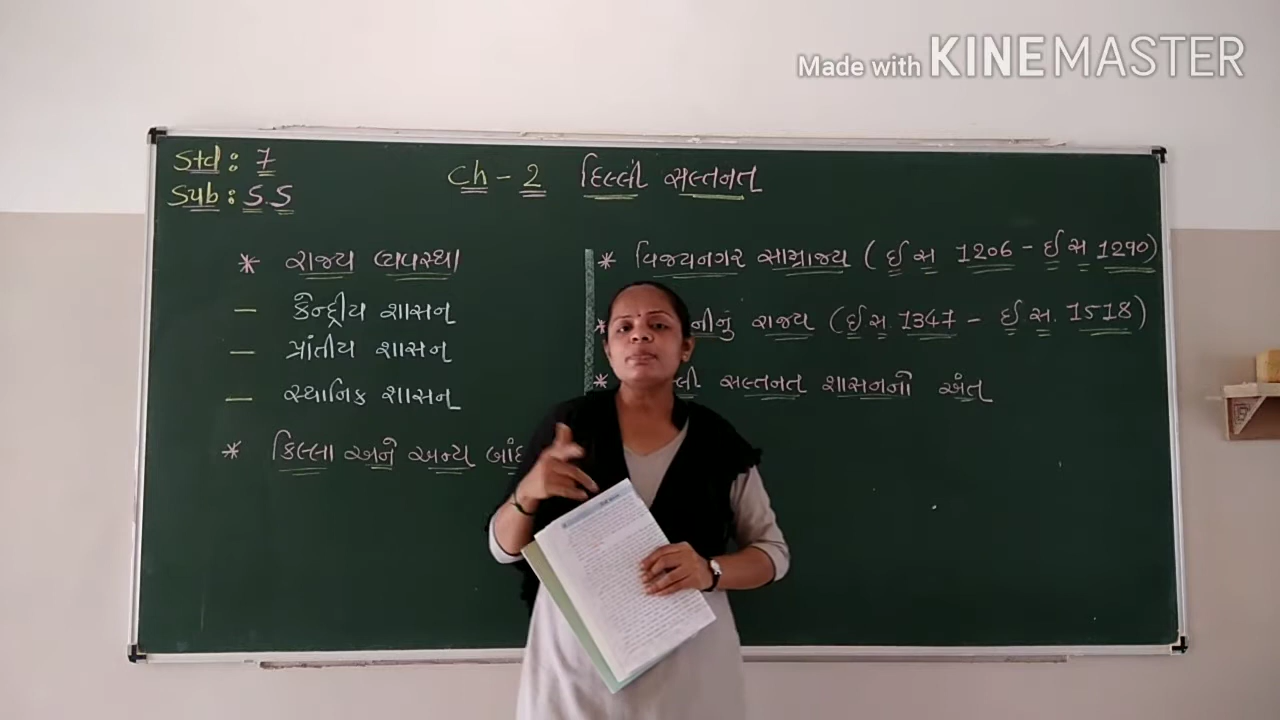 Made with KINEMASTER
Std : 7
Sub : S.S
Ch - 2 દિલ્લી સલ્તનત
* રાજ્ય વ્યવસ્થા
– કેન્દ્રીય શાસન
– પ્રાંતીય શાસન
– સ્થાનિક શાસન
* કિલ્લા અને અન્ય બાંધ
* વિજયનગર સામ્રાજ્ય ( ઈ સ 1206 - ઈ સ 1290 )
* નીનું રાજ્ય ( ઈ સ. 1347 - ઈ સ. 1518 )
* લી સલ્તનત શાસનનો અંત